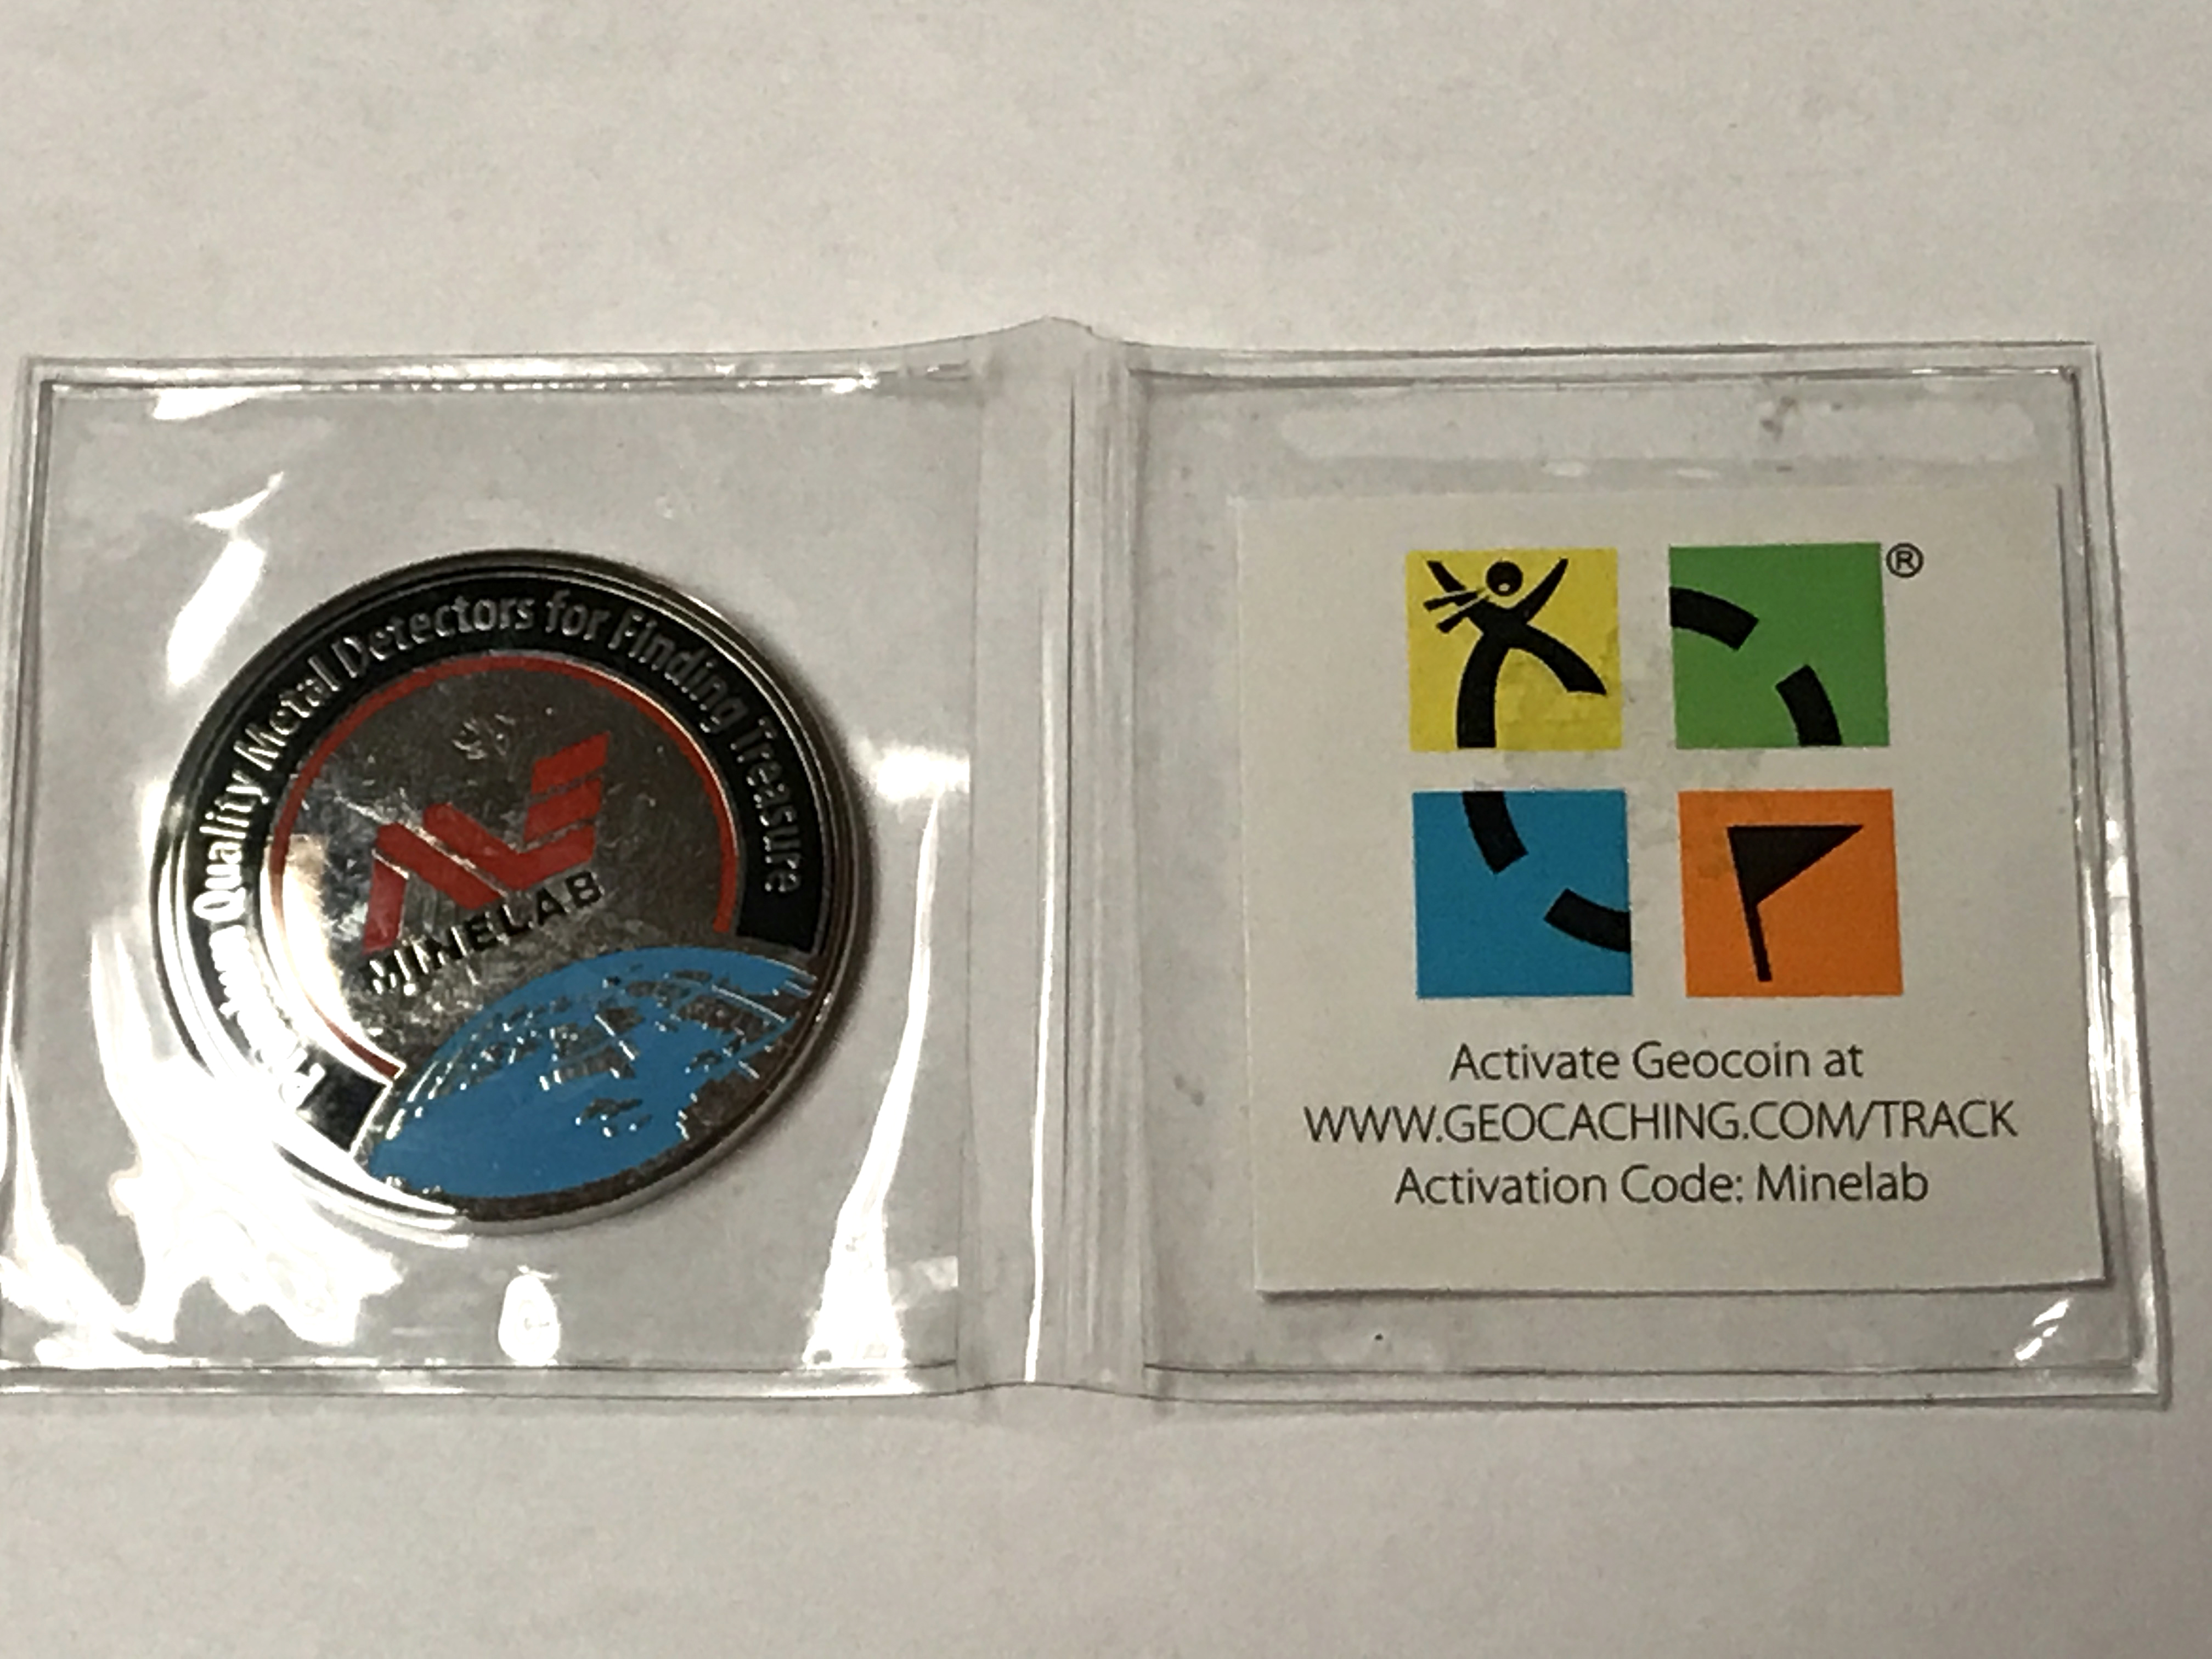 Quality Metal Detectors for Finding Treasure
MINELAB
®
Activate Geocoin at
WWW.GEOCACHING.COM/TRACK
Activation Code: Minelab